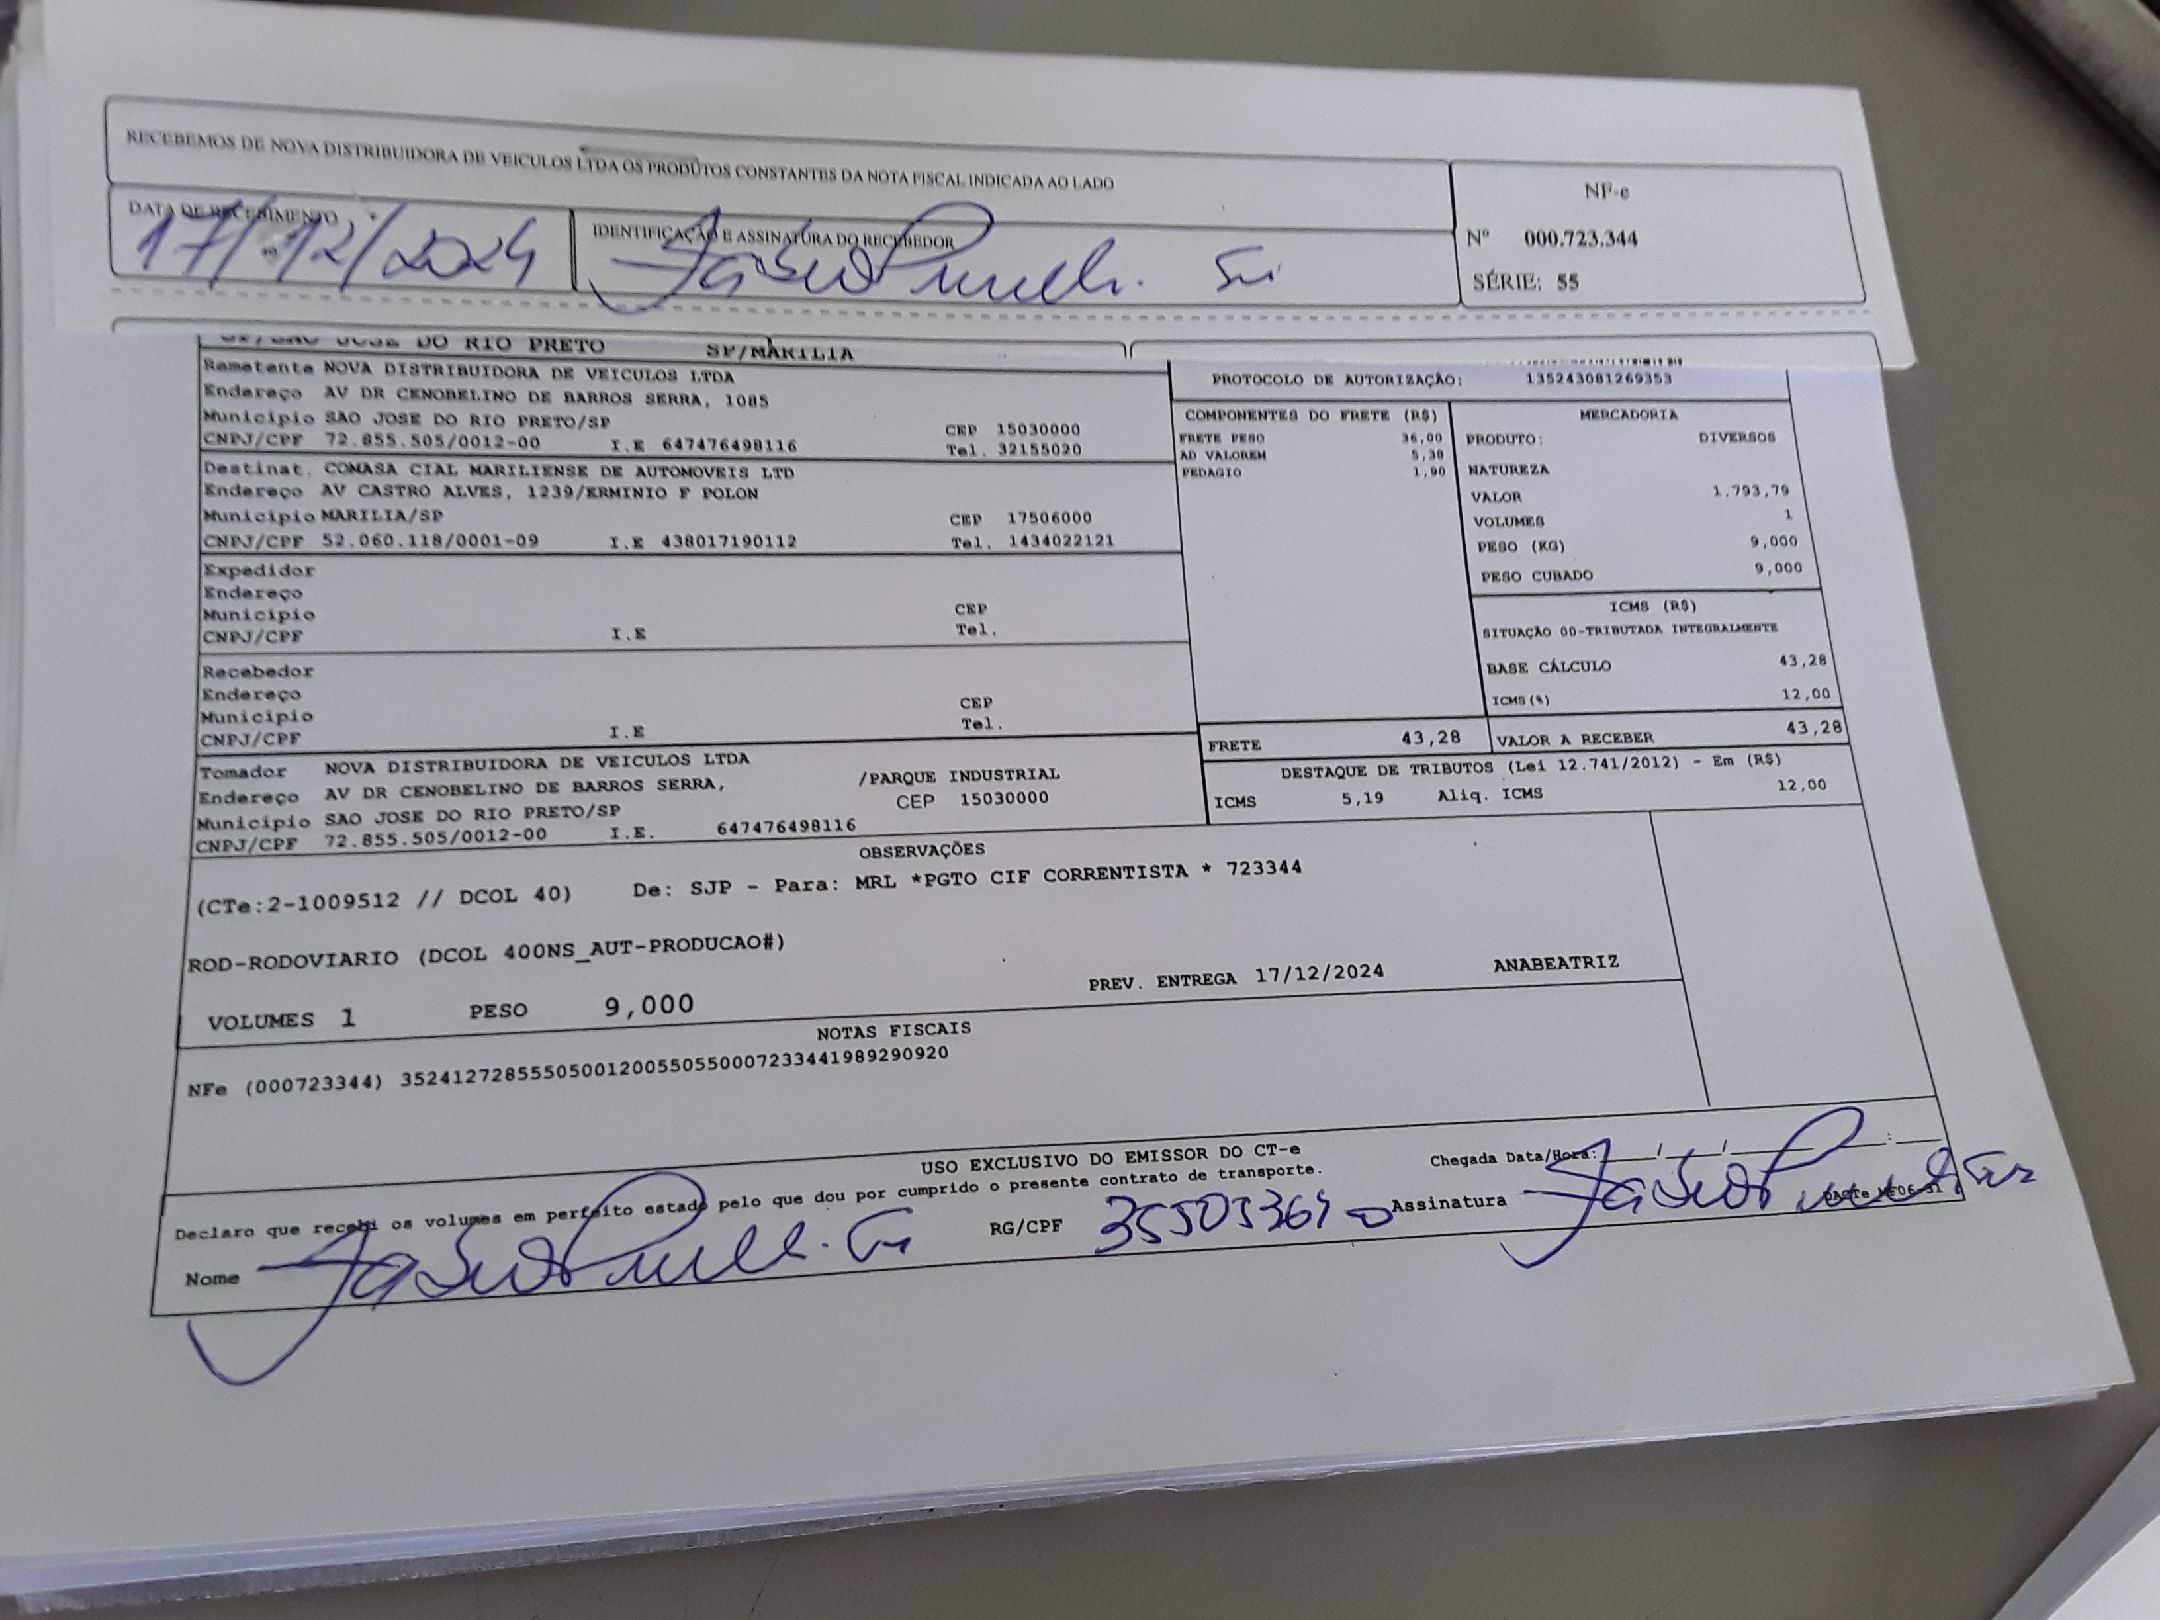 RECEBEMOS DE NOVA DISTRIBUIDORA DE VEICULOS LTDA OS PRODUTOS CONSTANTES DA NOTA FISCAL INDICADA AO LADO
DATA DE RECEBIMENTO
17/12/2024
IDENTIFICAÇÃO E ASSINATURA DO RECEBEDOR
NF-e
Nº 000.723.344
SÉRIE: 55
SP/SAO JOSE DO RIO PRETO SP/MARILIA
Remetente NOVA DISTRIBUIDORA DE VEICULOS LTDA
Endereço AV DR CENOBELINO DE BARROS SERRA, 1085
Município SAO JOSE DO RIO PRETO/SP CEP 15030000
CNPJ/CPF 72.855.505/0012-00 I.E 647476498116 Tel. 32155020
Destinat. COMASA CIAL MARILIENSE DE AUTOMOVEIS LTD
Endereço AV CASTRO ALVES, 1239/ERMINIO F POLON
Município MARILIA/SP CEP 17506000
CNPJ/CPF 52.060.118/0001-09 I.E 438017190112 Tel. 1434022121
Expedidor
Endereço
Município CEP
CNPJ/CPF I.E Tel.
Recebedor
Endereço
Município CEP
CNPJ/CPF I.E Tel.
Tomador NOVA DISTRIBUIDORA DE VEICULOS LTDA
Endereço AV DR CENOBELINO DE BARROS SERRA, /PARQUE INDUSTRIAL
Município SAO JOSE DO RIO PRETO/SP CEP 15030000
CNPJ/CPF 72.855.505/0012-00 I.E. 647476498116
PROTOCOLO DE AUTORIZAÇÃO: 135243081269353
COMPONENTES DO FRETE (R$)
FRETE PESO 36,00
AD VALOREM 5,38
PEDAGIO 1,90
MERCADORIA
PRODUTO: DIVERSOS
NATUREZA
VALOR 1.793,79
VOLUMES 1
PESO (KG) 9,000
PESO CUBADO 9,000
ICMS (R$)
SITUAÇÃO 00-TRIBUTADA INTEGRALMENTE
BASE CÁLCULO 43,28
ICMS(%) 12,00
FRETE 43,28 VALOR A RECEBER 43,28
DESTAQUE DE TRIBUTOS (Lei 12.741/2012) - Em (R$)
ICMS 5,19 Aliq. ICMS 12,00
OBSERVAÇÕES
(CTe:2-1009512 // DCOL 40) De: SJP - Para: MRL *PGTO CIF CORRENTISTA * 723344
ROD-RODOVIARIO (DCOL 400NS_AUT-PRODUCAO#)
VOLUMES 1 PESO 9,000 PREV. ENTREGA 17/12/2024 ANABEATRIZ
NOTAS FISCAIS
NFe (000723344) 35241272855505001200550550007233441989290920
USO EXCLUSIVO DO EMISSOR DO CT-e
Declaro que recebi os volumes em perfeito estado pelo que dou por cumprido o presente contrato de transporte.
Chegada Data/Hora: / / :
Nome
RG/CPF
Assinatura